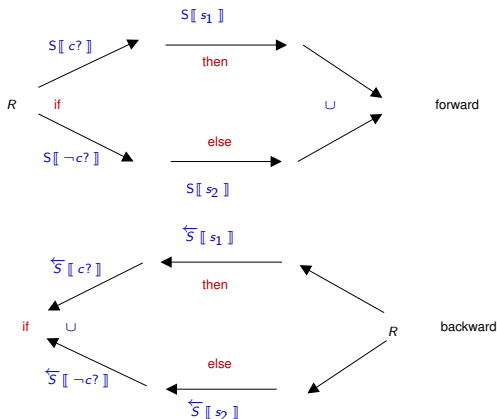 S⟦ s₁ ⟧
S⟦ c? ⟧
then
R if ∪ forward
else
S⟦ ¬c? ⟧
S⟦ s₂ ⟧
←S ⟦ s₁ ⟧
←S ⟦ c? ⟧
then
if ∪ R backward
else
←S ⟦ ¬c? ⟧
←S ⟦ s₂ ⟧